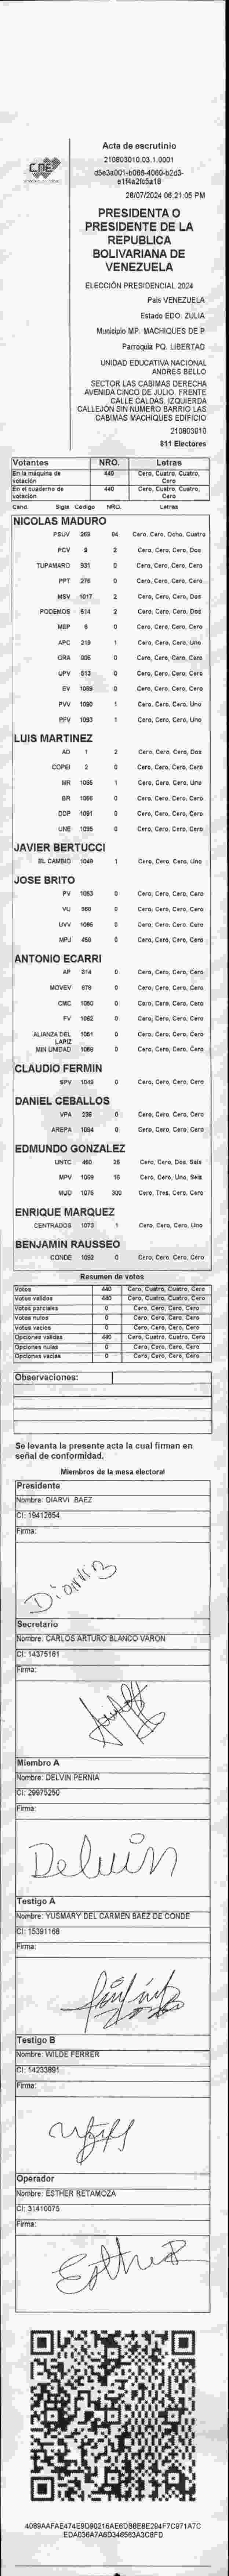 CNE
Acta de escrutinio
210803010.03.1.0001
28/07/2024 06:21:05 PM
PRESIDENTA O
PRESIDENTE DE LA
REPUBLICA
BOLIVARIANA DE
VENEZUELA
ELECCIÓN PRESIDENCIAL 2024
Pais VENEZUELA
Estado EDO. ZULIA
Municipio MP. MACHIQUES DE P
Parroquia PQ. LIBERTAD
UNIDAD EDUCATIVA NACIONAL
ANDRES BELLO
SECTOR LAS CABIMAS DERECHA
AVENIDA CINCO DE JULIO. FRENTE
CALLE CALDAS. IZQUIERDA
CALLEJÓN SIN NUMERO BARRIO LAS
CABIMAS MACHIQUES EDIFICIO
210803010
811 Electores
Votantes NRO. Letras
En la máquina de votación 440 Cero, Cuatro, Cuatro, Cero
En el cuaderno de votación 440 Cero, Cuatro, Cuatro, Cero
Cand. Sigla Codigo NRO. Letras
NICOLAS MADURO
PSUV 269 84 Cero, Cero, Ocho, Cuatro
PCV 9 2 Cero, Cero, Cero, Dos
TUPAMARO 931 0 Cero, Cero, Cero, Cero
PPT 276 0 Cero, Cero, Cero, Cero
MSV 1017 2 Cero, Cero, Cero, Dos
PODEMOS 614 2 Cero, Cero, Cero, Dos
MEP 6 0 Cero, Cero, Cero, Cero
APC 219 1 Cero, Cero, Cero, Uno
ORA 906 0 Cero, Cero, Cero, Cero
UPV 513 0 Cero, Cero, Cero, Cero
EV 1089 0 Cero, Cero, Cero, Cero
PVV 1090 1 Cero, Cero, Cero, Uno
PFV 1093 1 Cero, Cero, Cero, Uno
LUIS MARTINEZ
AD 1 2 Cero, Cero, Cero, Dos
COPEI 2 0 Cero, Cero, Cero, Cero
MR 1065 1 Cero, Cero, Cero, Uno
BR 1066 0 Cero, Cero, Cero, Cero
DDP 1091 0 Cero, Cero, Cero, Cero
UNE 1095 0 Cero, Cero, Cero, Cero
JAVIER BERTUCCI
EL CAMBIO 1048 1 Cero, Cero, Cero, Uno
JOSE BRITO
PV 1053 0 Cero, Cero, Cero, Cero
VU 968 0 Cero, Cero, Cero, Cero
UVV 1096 0 Cero, Cero, Cero, Cero
MPJ 458 0 Cero, Cero, Cero, Cero
ANTONIO ECARRI
AP 914 0 Cero, Cero, Cero, Cero
MOVEV 679 0 Cero, Cero, Cero, Cero
CMC 1050 0 Cero, Cero, Cero, Cero
FV 1062 0 Cero, Cero, Cero, Cero
ALIANZA DEL LAPIZ 1061 0 Cero, Cero, Cero, Cero
MIN UNIDAD 1069 0 Cero, Cero, Cero, Cero
CLAUDIO FERMIN
SPV 1049 0 Cero, Cero, Cero, Cero
DANIEL CEBALLOS
VPA 236 0 Cero, Cero, Cero, Cero
AREPA 1094 0 Cero, Cero, Cero, Cero
EDMUNDO GONZALEZ
UNTC 460 26 Cero, Cero, Dos, Seis
MPV 1069 16 Cero, Cero, Uno, Seis
MUD 1075 300 Cero, Tres, Cero, Cero
ENRIQUE MARQUEZ
CENTRADOS 1073 1 Cero, Cero, Cero, Uno
BENJAMIN RAUSSEO
CONDE 1092 0 Cero, Cero, Cero, Cero
Resumen de votos
Votos 440 Cero, Cuatro, Cuatro, Cero
Votos validos 440 Cero, Cuatro, Cuatro, Cero
Votos parciales 0 Cero, Cero, Cero, Cero
Votos nulos 0 Cero, Cero, Cero, Cero
Votos vacios 0 Cero, Cero, Cero, Cero
Opciones validas 440 Cero, Cuatro, Cuatro, Cero
Opciones nulas 0 Cero, Cero, Cero, Cero
Opciones vacias 0 Cero, Cero, Cero, Cero
Observaciones:
Se levanta la presente acta la cual firman en
señal de conformidad.
Miembros de la mesa electoral
Presidente
Nombre: DIARVI BAEZ
CI: 19412654
Firma:
Secretario
Nombre: CARLOS ARTURO BLANCO VARON
CI: 14375161
Firma:
Miembro A
Nombre: DELVIN PERNIA
CI: 29975250
Firma:
Delvin
Testigo A
Nombre: YUSMARY DEL CARMEN BAEZ DE CONDE
CI: 15391168
Firma:
Testigo B
Nombre: WILDE FERRER
CI: 14233891
Firma:
Operador
Nombre: ESTHER RETAMOZA
CI: 31410075
Firma:
Esther R